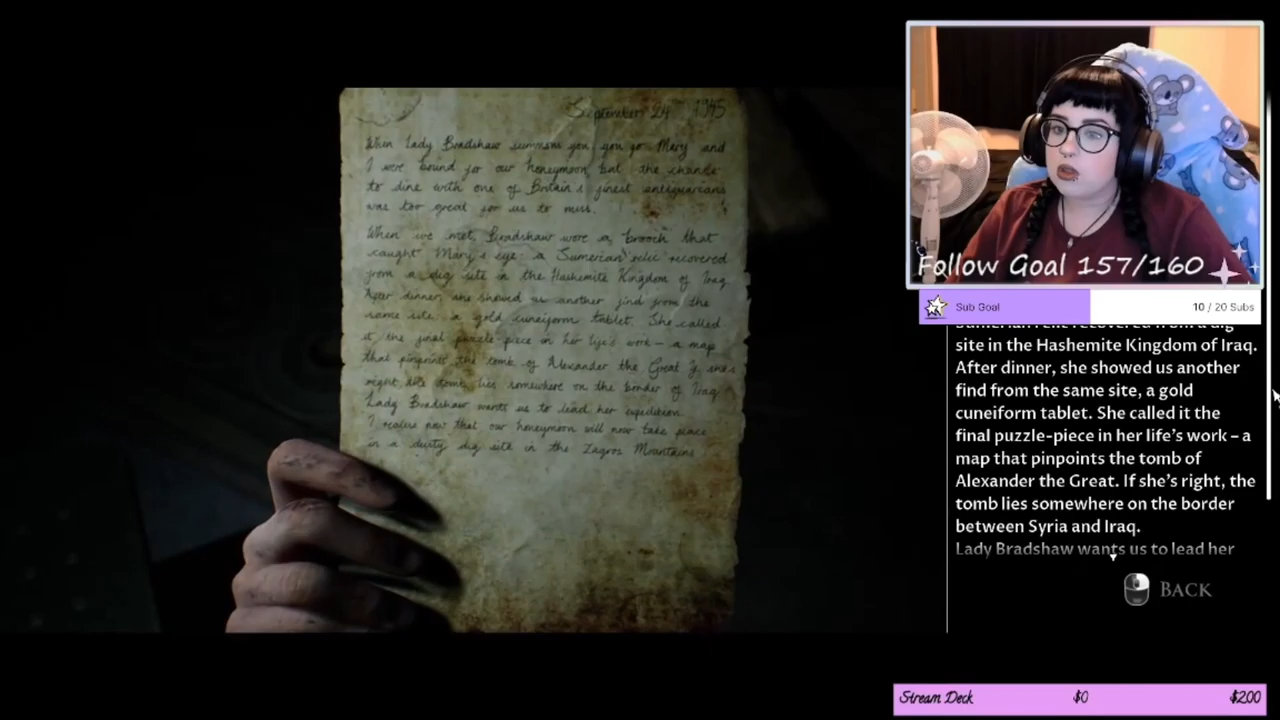 September 24 1945
When Lady Bradshaw summons you, you go. Mary and
I were bound for our honeymoon, but the chance
to dine with one of Britain's finest antiquarians
was too great for us to miss.
When we met, Bradshaw wore a brooch that
caught Mary's eye: a Sumerian relic recovered
from a dig site in the Hashemite Kingdom of Iraq
After dinner, she showed us another find from the
same site, a gold cuneiform tablet. She called
it the final puzzle-piece in her life's work – a map
that pinpoints the tomb of Alexander the Great. If she's
right, the tomb lies somewhere on the border of Iraq
Lady Bradshaw wants us to lead her expedition.
I realise now that our honeymoon will now take place
in a dusty dig site in the Zagros Mountains
Follow Goal 157/160
Sub Goal 10 / 20 Subs
site in the Hashemite Kingdom of Iraq.
After dinner, she showed us another
find from the same site, a gold
cuneiform tablet. She called it the
final puzzle-piece in her life's work – a
map that pinpoints the tomb of
Alexander the Great. If she's right, the
tomb lies somewhere on the border
between Syria and Iraq.
Lady Bradshaw wants us to lead her
BACK
Stream Deck $0 $200